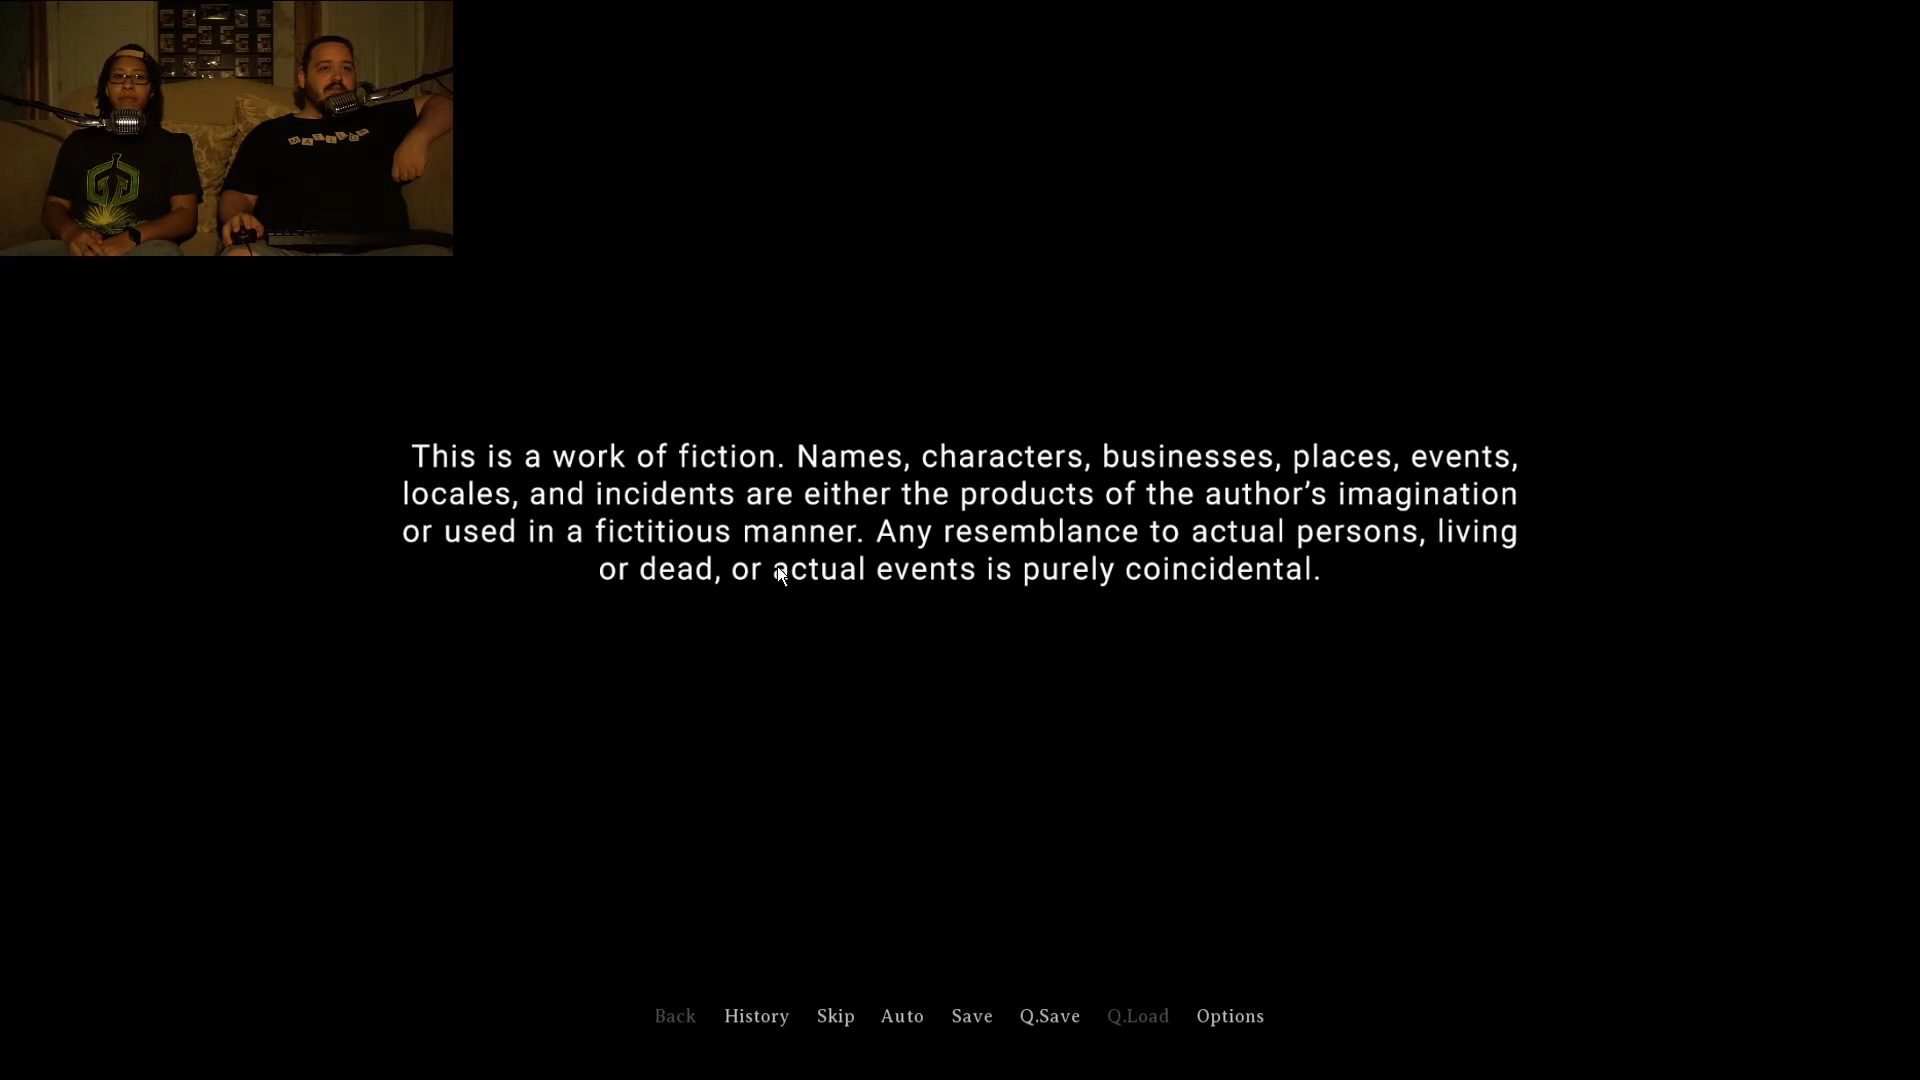 This is a work of fiction. Names, characters, businesses, places, events,
locales, and incidents are either the products of the author’s imagination
or used in a fictitious manner. Any resemblance to actual persons, living
or dead, or actual events is purely coincidental.
Back History Skip Auto Save Q.Save Q.Load Options